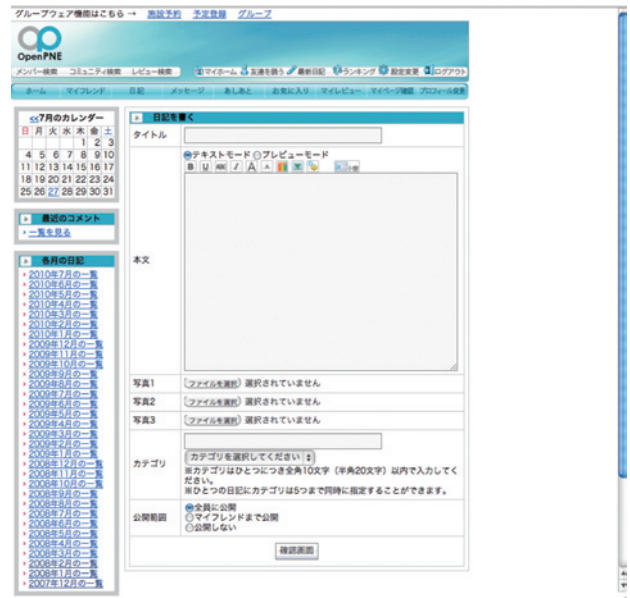 グループウェア機能はこちら → 施設予約 予定登録 グループ
OpenPNE
メンバー検索 コミュニティ検索 レビュー検索 マイホーム 友達を誘う 最新日記 ランキング 設定変更 ログアウト
ホーム マイフレンド 日記 メッセージ あしあと お気に入り マイレビュー マイページ確認 プロフィール変更
<<7月のカレンダー
日 月 火 水 木 金 土
1 2 3
4 5 6 7 8 9 10
11 12 13 14 15 16 17
18 19 20 21 22 23 24
25 26 27 28 29 30 31
最近のコメント
一覧を見る
各月の日記
2010年7月の一覧
2010年6月の一覧
2010年5月の一覧
2010年4月の一覧
2010年3月の一覧
2010年2月の一覧
2010年1月の一覧
2009年12月の一覧
2009年11月の一覧
2009年10月の一覧
2009年9月の一覧
2009年8月の一覧
2009年7月の一覧
2009年6月の一覧
2009年5月の一覧
2009年4月の一覧
2009年3月の一覧
2009年2月の一覧
2009年1月の一覧
2008年12月の一覧
2008年11月の一覧
2008年10月の一覧
2008年9月の一覧
2008年8月の一覧
2008年7月の一覧
2008年6月の一覧
2008年5月の一覧
2008年4月の一覧
2008年3月の一覧
2008年2月の一覧
2008年1月の一覧
2007年12月の一覧
日記を書く
タイトル
テキストモード プレビューモード
B U I A A
本文
写真1 ファイルを選択 選択されていません
写真2 ファイルを選択 選択されていません
写真3 ファイルを選択 選択されていません
カテゴリ
カテゴリを選択してください
※カテゴリはひとつにつき全角10文字（半角20文字）以内で入力してく
ださい。
※ひとつの日記にカテゴリは5つまで同時に指定することができます。
公開範囲
全員に公開
マイフレンドまで公開
公開しない
確認画面